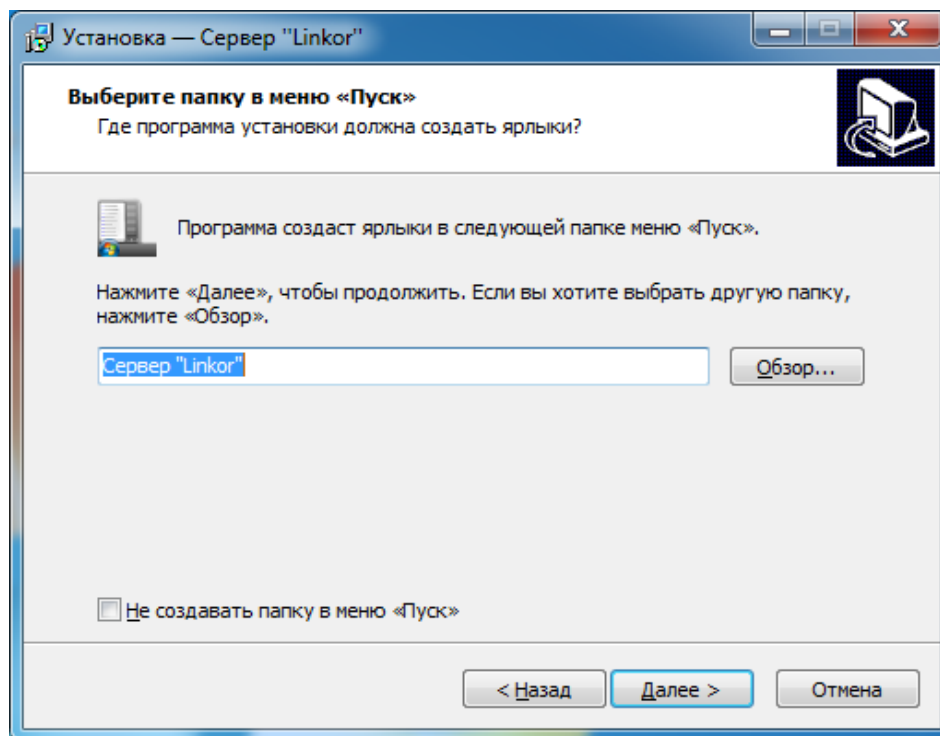 Установка — Сервер "Linkor"
Выберите папку в меню «Пуск»
Где программа установки должна создать ярлыки?
Программа создаст ярлыки в следующей папке меню «Пуск».
Нажмите «Далее», чтобы продолжить. Если вы хотите выбрать другую папку,
нажмите «Обзор».
Сервер "Linkor"
Обзор...
Не создавать папку в меню «Пуск»
< Назад
Далее >
Отмена